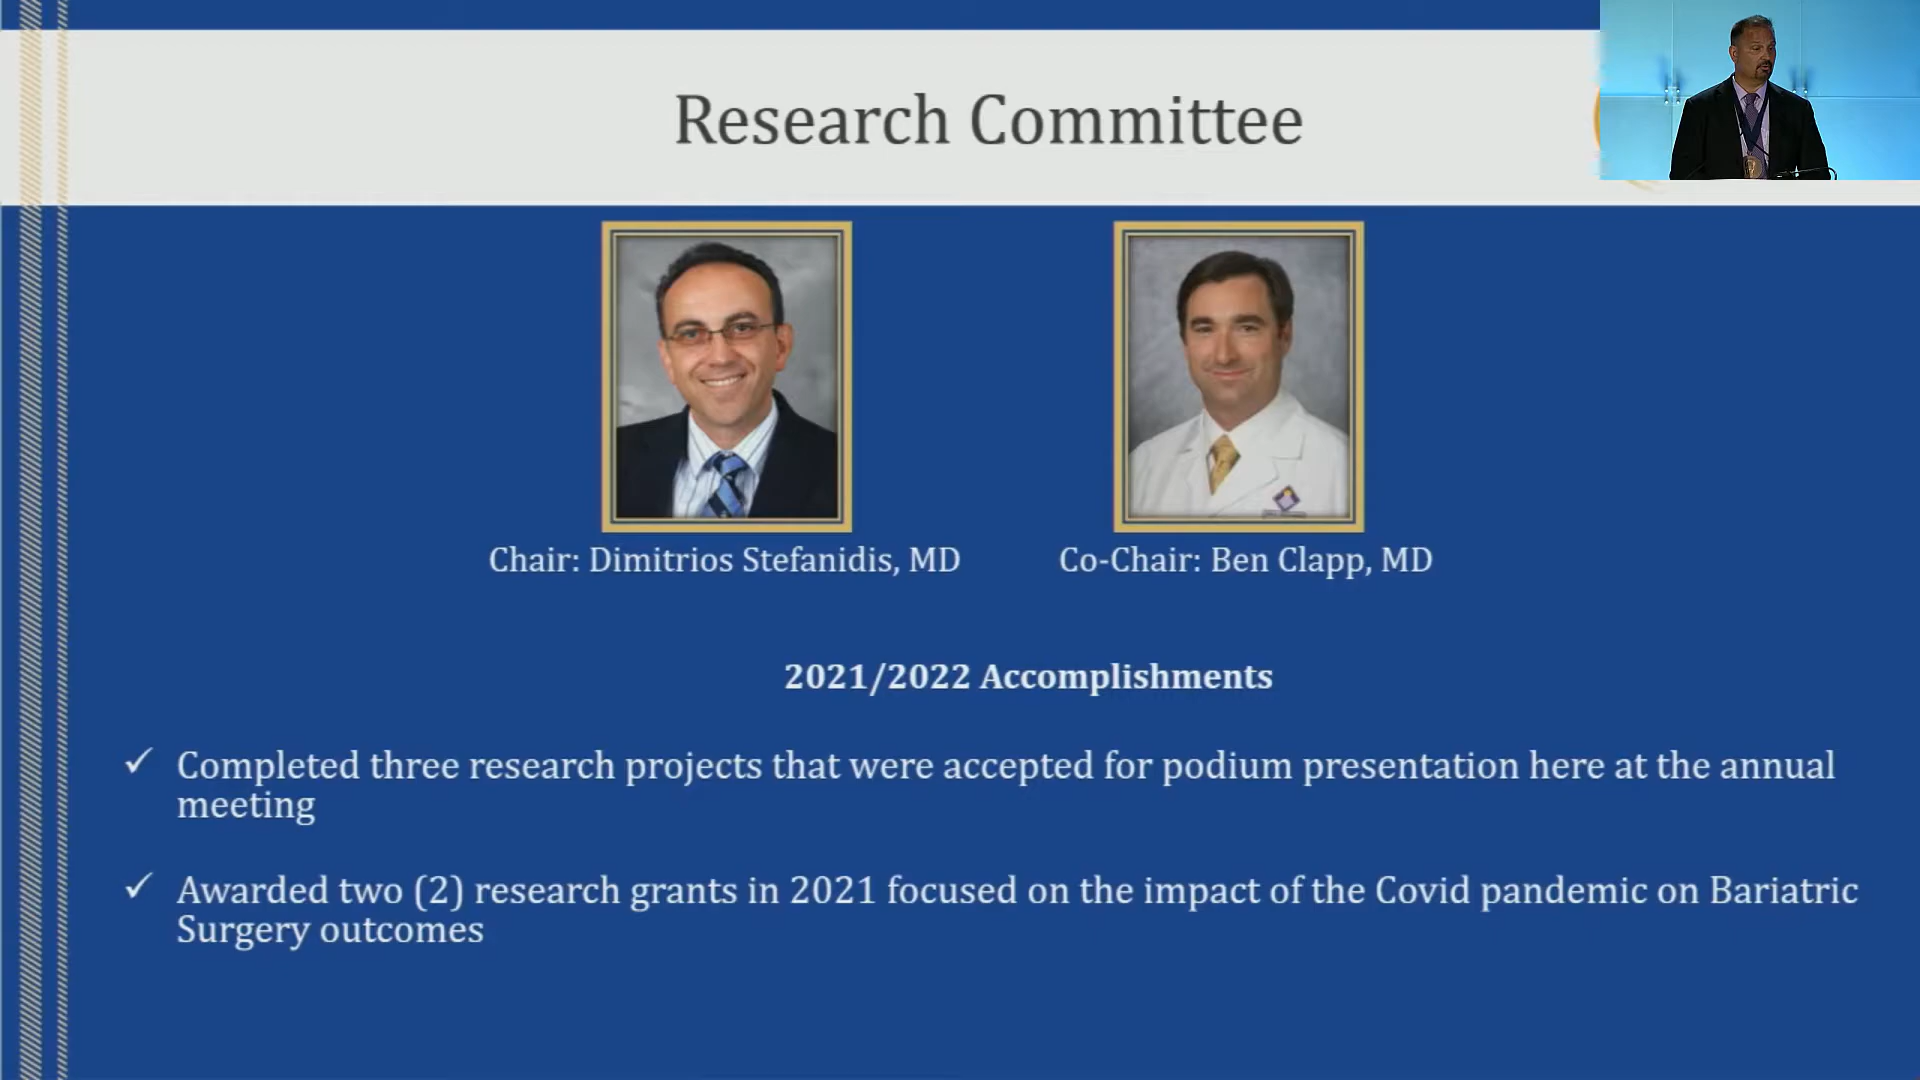 Research Committee
Chair: Dimitrios Stefanidis, MD
Co-Chair: Ben Clapp, MD
2021/2022 Accomplishments
✓ Completed three research projects that were accepted for podium presentation here at the annual
meeting
✓ Awarded two (2) research grants in 2021 focused on the impact of the Covid pandemic on Bariatric
Surgery outcomes